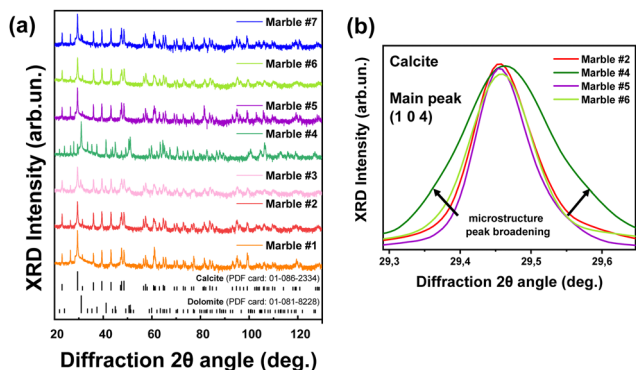 (a)
Marble #7
Marble #6
Marble #5
Marble #4
Marble #3
Marble #2
Marble #1
Calcite (PDF card: 01-086-2334)
Dolomite (PDF card: 01-081-8228)
XRD Intensity (arb.un.)
20 40 60 80 100 120
Diffraction 2θ angle (deg.)
(b)
Calcite
Main peak
(1 0 4)
Marble #2
Marble #4
Marble #5
Marble #6
microstructure
peak broadening
XRD Intensity (arb.un.)
29,3 29,4 29,5 29,6
Diffraction 2θ angle (deg.)